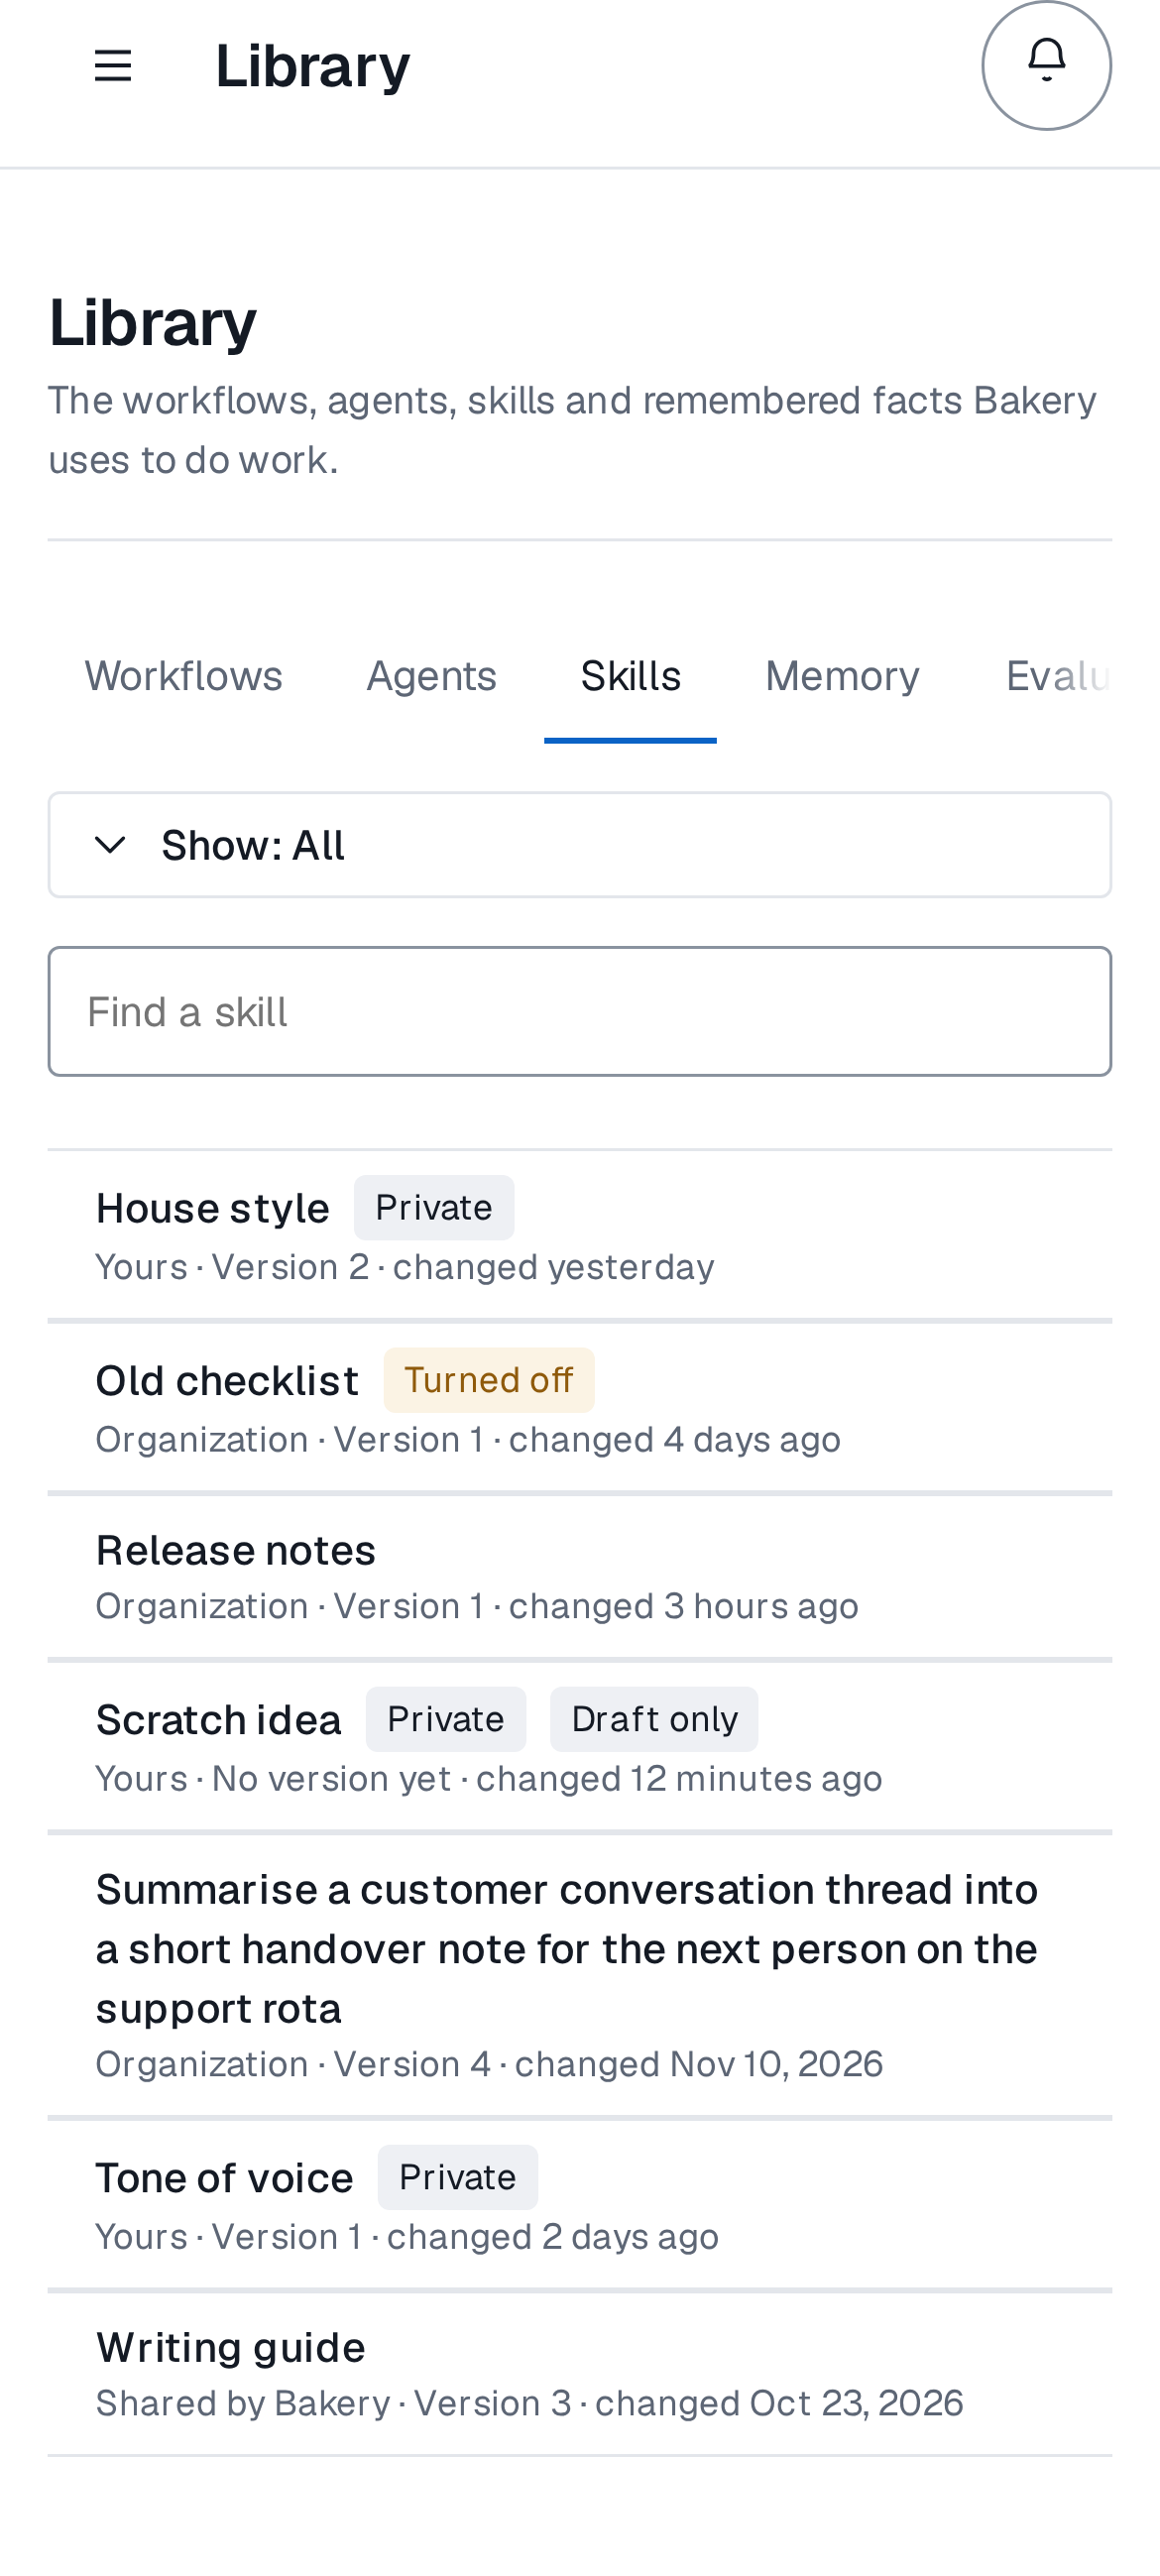 Library
Library
The workflows, agents, skills and remembered facts Bakery
uses to do work.
Workflows Agents Skills Memory Evalu
Show: All
Find a skill
House style Private
Yours · Version 2 · changed yesterday
Old checklist Turned off
Organization · Version 1 · changed 4 days ago
Release notes
Organization · Version 1 · changed 3 hours ago
Scratch idea Private Draft only
Yours · No version yet · changed 12 minutes ago
Summarise a customer conversation thread into
a short handover note for the next person on the
support rota
Organization · Version 4 · changed Nov 10, 2026
Tone of voice Private
Yours · Version 1 · changed 2 days ago
Writing guide
Shared by Bakery · Version 3 · changed Oct 23, 2026